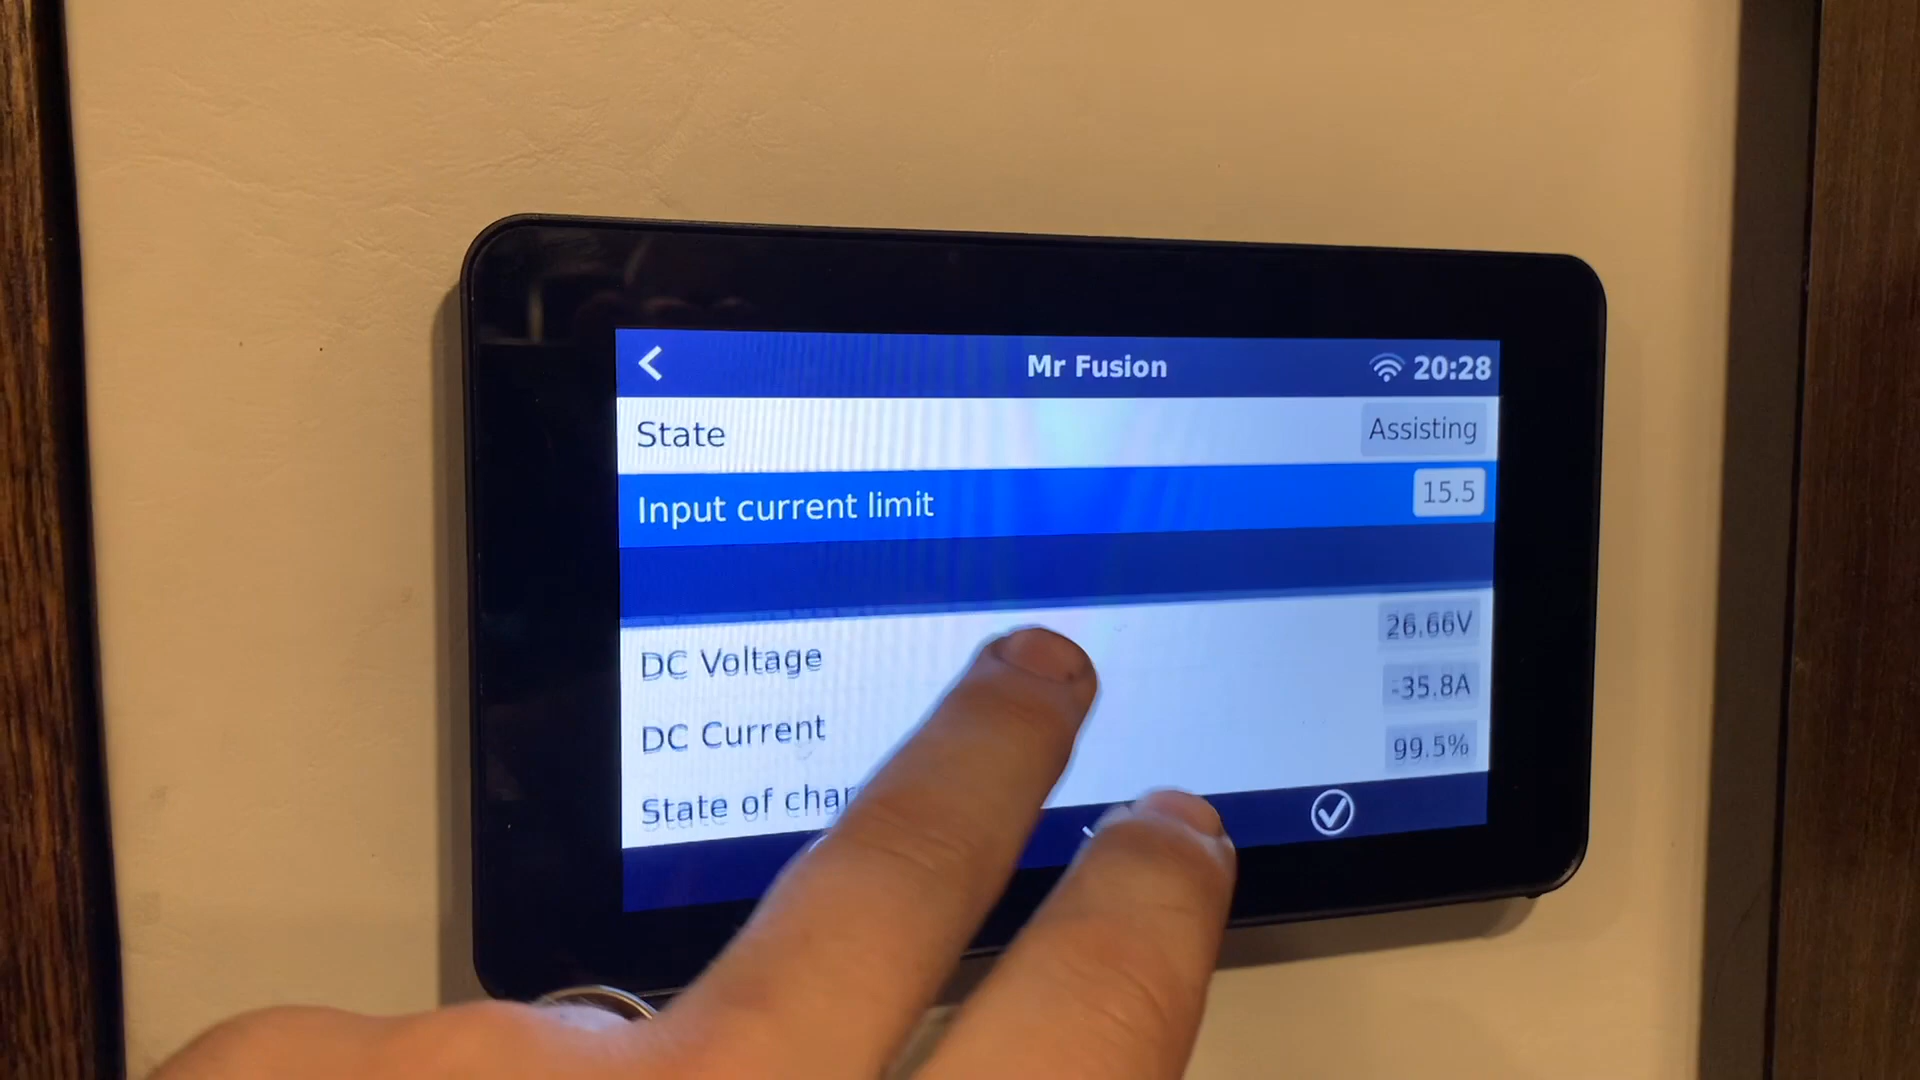 Mr Fusion 20:28
State Assisting
Input current limit 15.5
DC Voltage 26.66V
DC Current -35.8A
State of char 99.5%